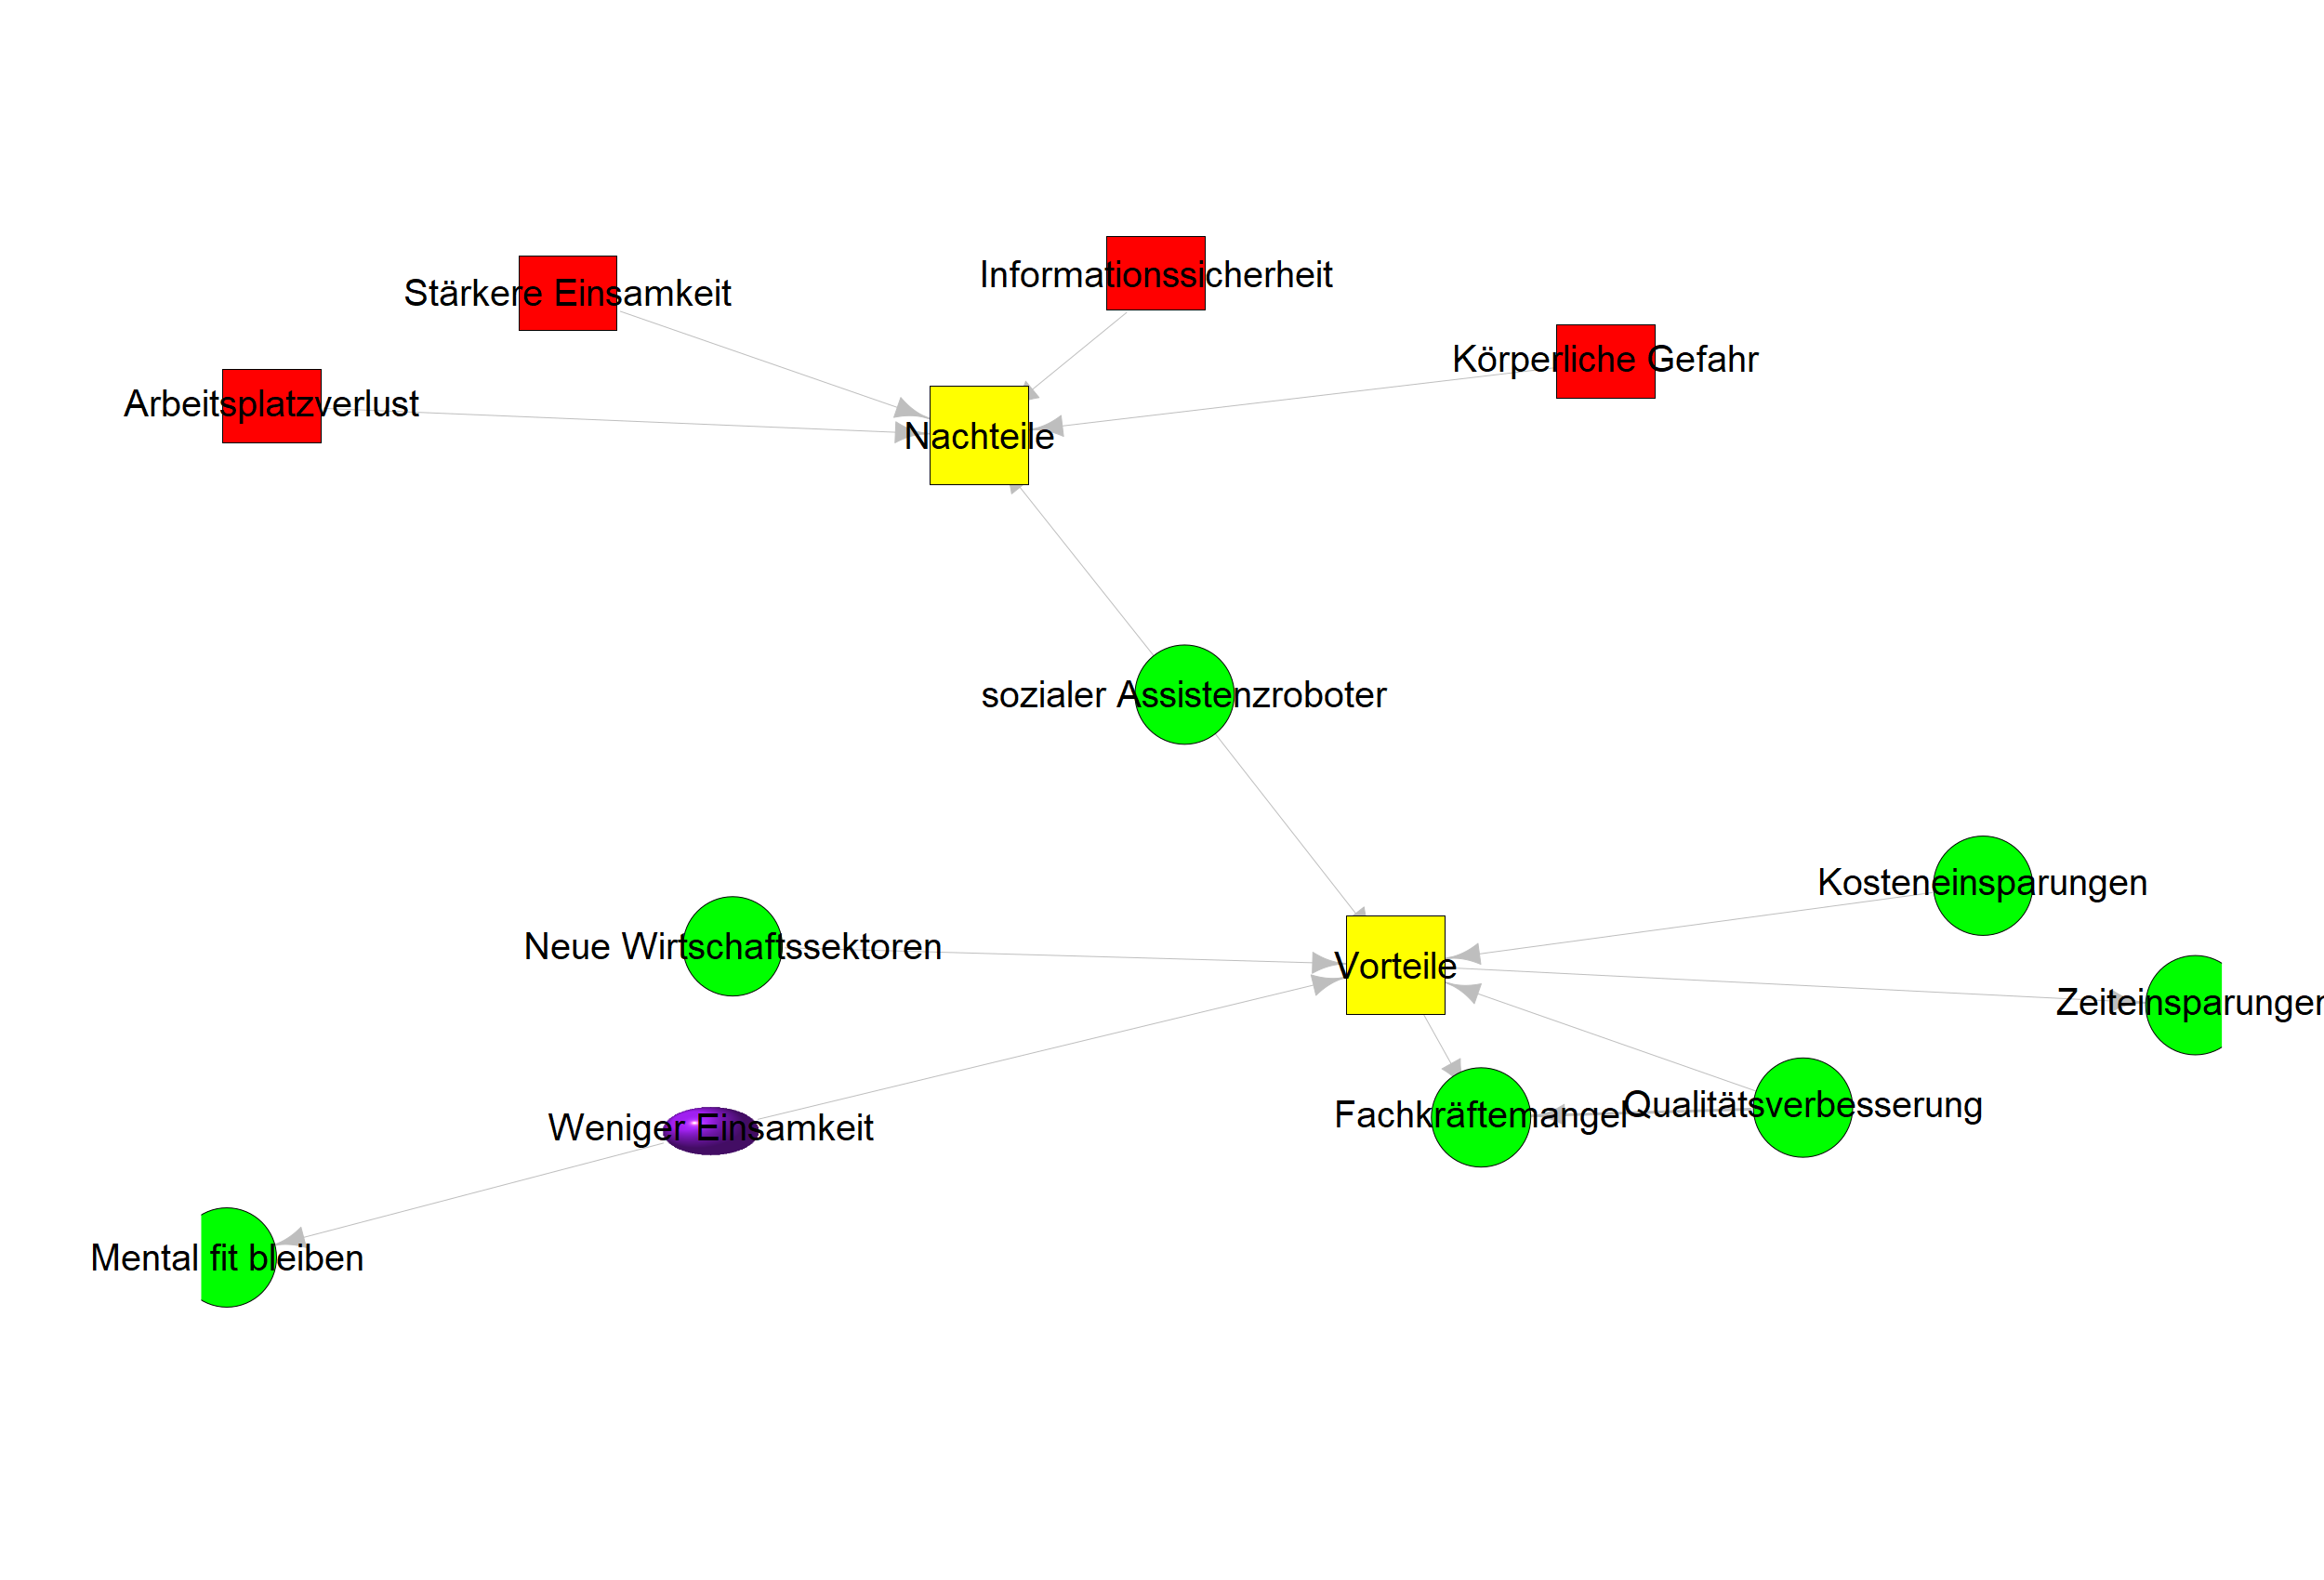 Informationssicherheit
Stärkere Einsamkeit
Körperliche Gefahr
Arbeitsplatzverlust
Nachteile
sozialer Assistenzroboter
Kosteneinsparungen
Neue Wirtschaftssektoren
Vorteile
Zeiteinsparungen
Qualitätsverbesserung
Fachkräftemangel
Weniger Einsamkeit
Mental fit bleiben